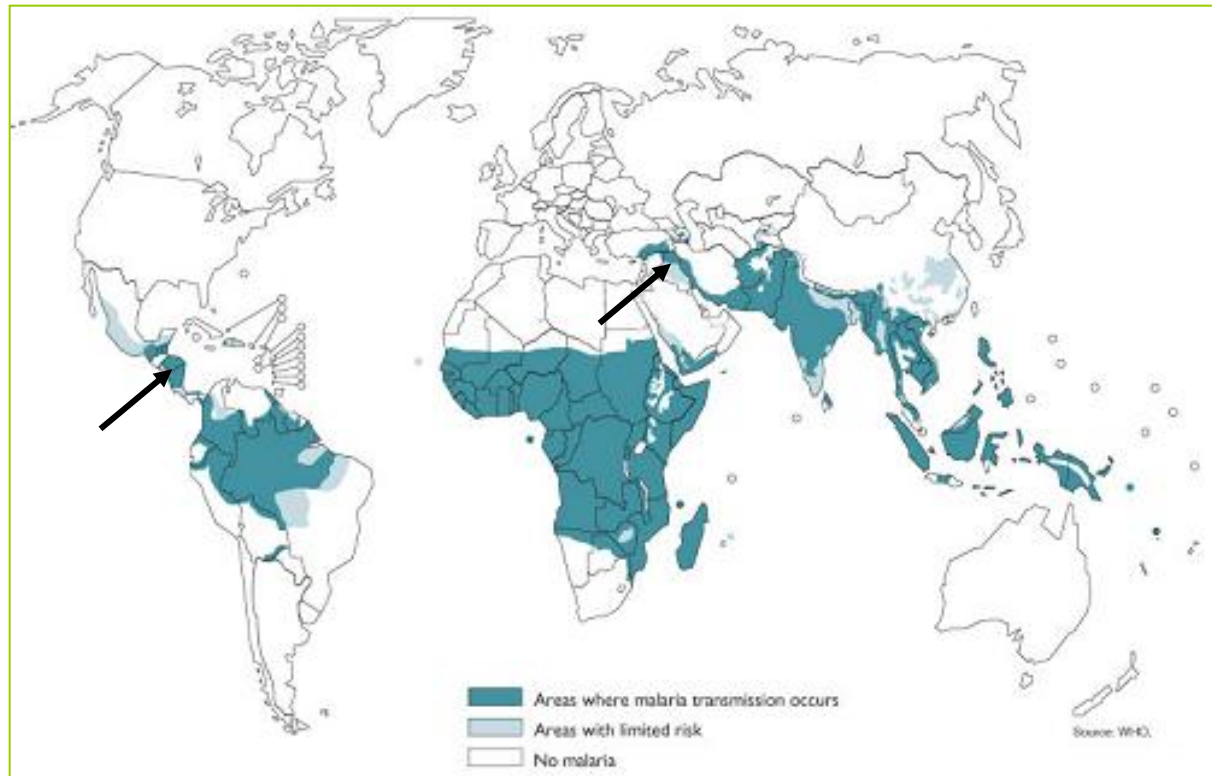 Areas where malaria transmission occurs
Areas with limited risk
No malaria
Source: WHO,